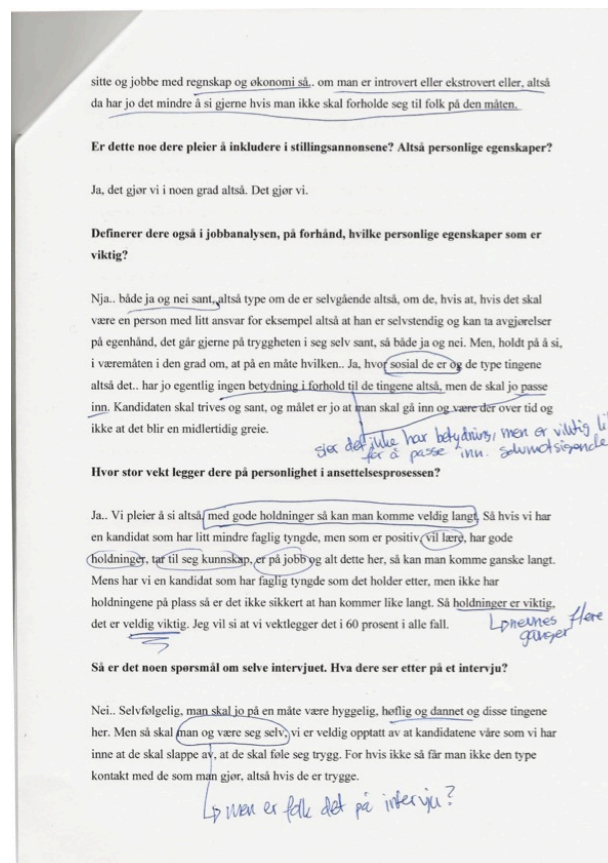 sitte og jobbe med regnskap og økonomi så.. om man er introvert eller ekstrovert eller, altså
da har jo det mindre å si gjerne hvis man ikke skal forholde seg til folk på den måten.
Er dette noe dere pleier å inkludere i stillingsannonsene? Altså personlige egenskaper?
Ja, det gjør vi i noen grad altså. Det gjør vi.
Definerer dere også i jobbanalysen, på forhånd, hvilke personlige egenskaper som er
viktig?
Nja.. både ja og nei sant, altså type om de er selvgående altså, om de, hvis at, hvis det skal
være en person med litt ansvar for eksempel altså at han er selvstendig og kan ta avgjørelser
på egenhånd, det går gjerne på tryggheten i seg selv sant, så både ja og nei. Men, holdt på å si,
i væremåten i den grad om, at på en måte hvilken.. Ja, hvor sosial de er og de type tingene
altså det.. har jo egentlig ingen betydning i forhold til de tingene altså, men de skal jo passe
inn. Kandidaten skal trives og sant, og målet er jo at man skal gå inn og være der over tid og
ikke at det blir en midlertidig greie.
sier det ikke har betydning, men er viktig li
for å passe inn. Selvmotsigende
Hvor stor vekt legger dere på personlighet i ansettelsesprosessen?
Ja.. Vi pleier å si altså, med gode holdninger så kan man komme veldig langt. Så hvis vi har
en kandidat som har litt mindre faglig tyngde, men som er positiv, vil lære, har gode
holdninger, tar til seg kunnskap, er på jobb og alt dette her, så kan man komme ganske langt.
Mens har vi en kandidat som har faglig tyngde som det holder etter, men ikke har
holdningene på plass så er det ikke sikkert at han kommer like langt. Så holdninger er viktig,
det er veldig viktig. Jeg vil si at vi vektlegger det i 60 prosent i alle fall.
nevnes flere
ganger
Så er det noen spørsmål om selve intervjuet. Hva dere ser etter på et intervju?
Nei.. Selvfølgelig, man skal jo på en måte være hyggelig, høflig og dannet og disse tingene
her. Men så skal man og være seg selv, vi er veldig opptatt av at kandidatene våre som vi har
inne at de skal slappe av, at de skal føle seg trygg. For hvis ikke så får man ikke den type
kontakt med de som man gjør, altså hvis de er trygge.
men er folk det på intervju?